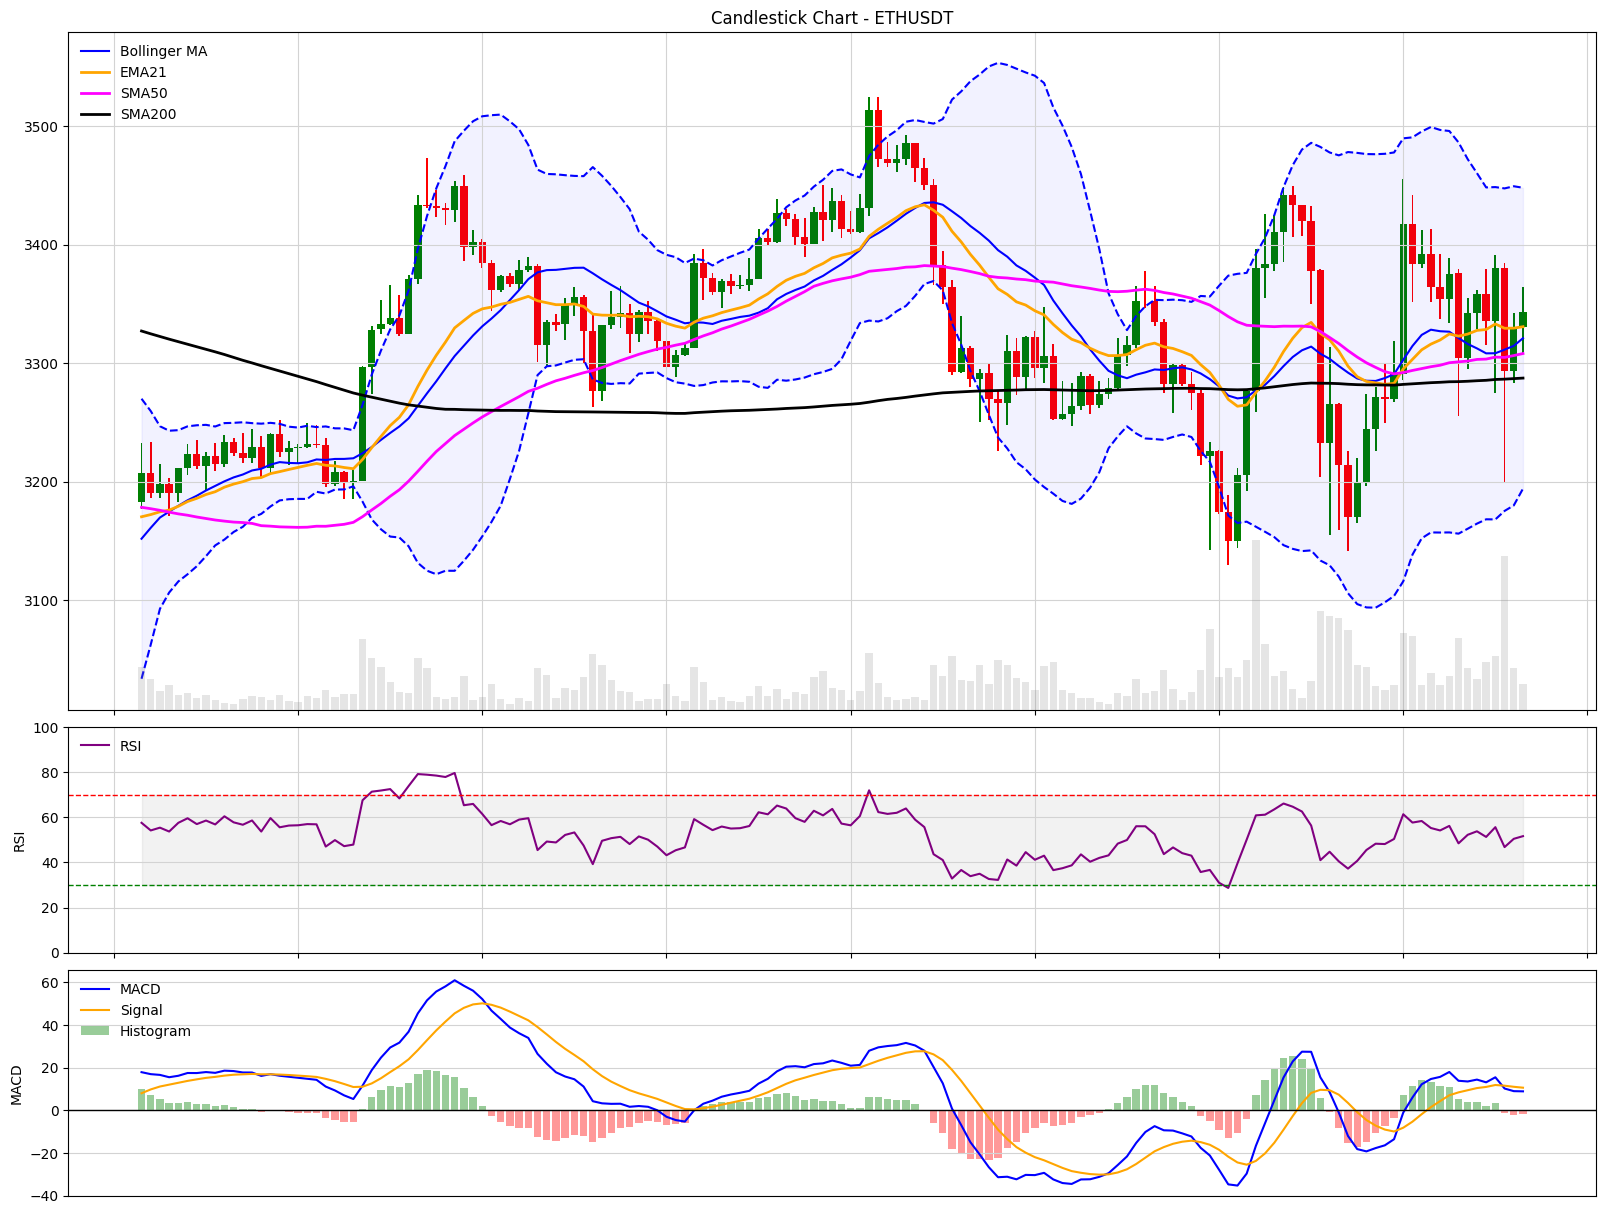 Candlestick Chart - ETHUSDT
Bollinger MA
EMA21
SMA50
SMA200
3500
3400
3300
3200
3100
RSI
100
80
60
40
20
0
RSI
MACD
Signal
Histogram
60
40
20
0
−20
−40
MACD